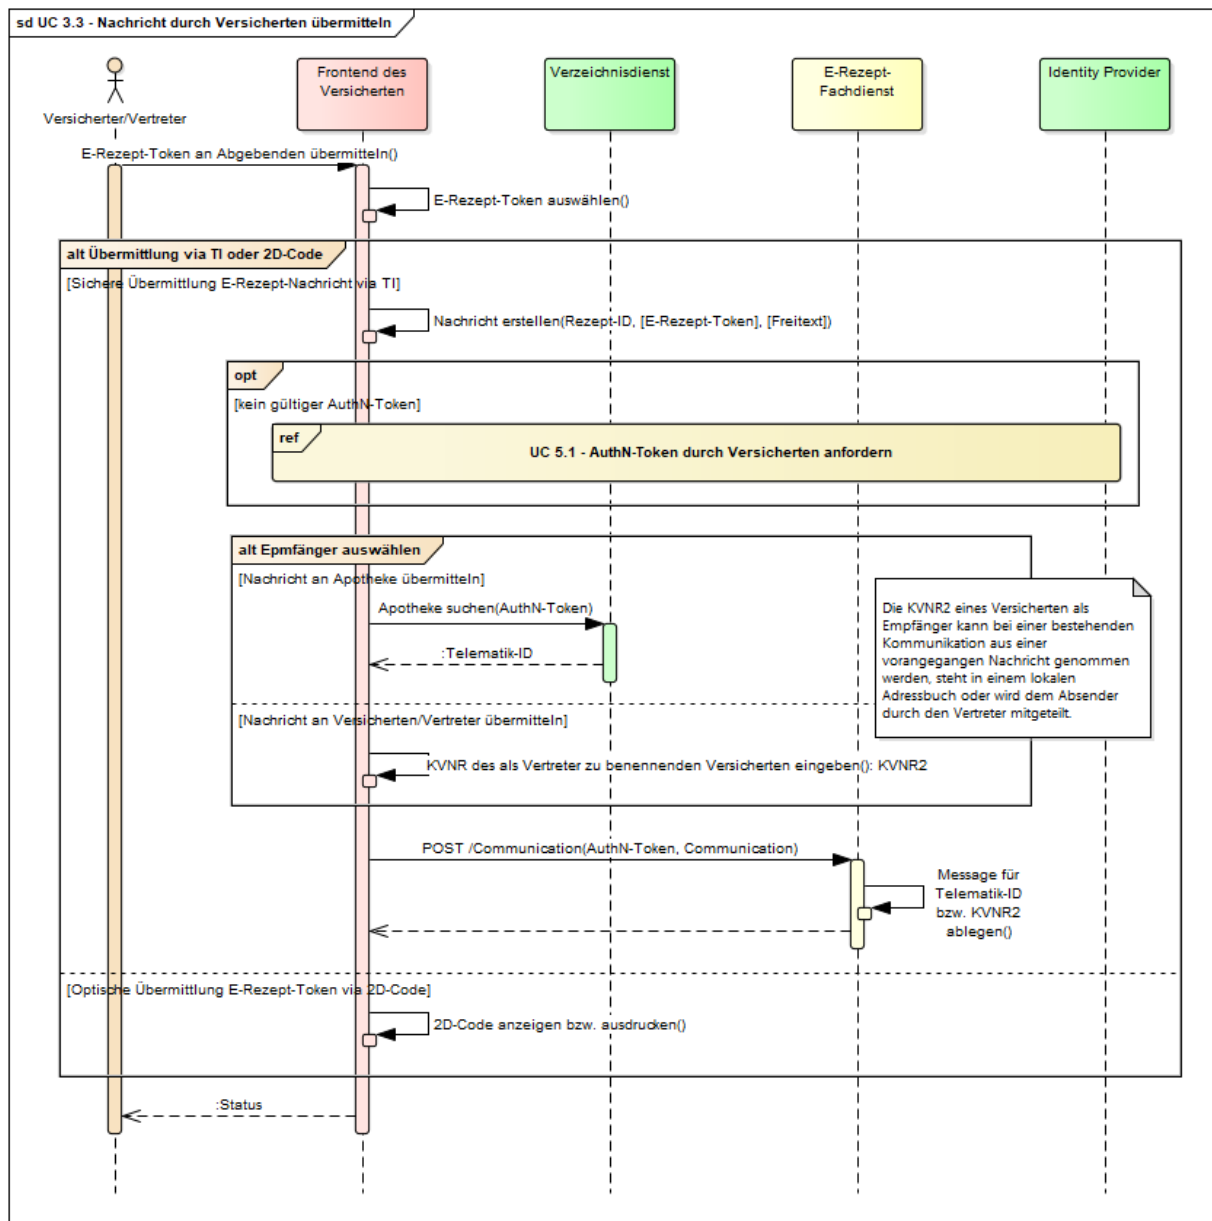 sd UC 3.3 - Nachricht durch Versicherten übermitteln
Versicherter/Vertreter
Frontend des
Versicherten
Verzeichnisdienst
E-Rezept-
Fachdienst
Identity Provider
E-Rezept-Token an Abgebenden übermitteln()
E-Rezept-Token auswählen()
alt Übermittlung via TI oder 2D-Code
[Sichere Übermittlung E-Rezept-Nachricht via TI]
Nachricht erstellen(Rezept-ID, [E-Rezept-Token], [Freitext])
opt
[kein gültiger AuthN-Token]
ref
UC 5.1 - AuthN-Token durch Versicherten anfordern
alt Epmfänger auswählen
[Nachricht an Apotheke übermitteln]
Apotheke suchen(AuthN-Token)
:Telematik-ID
Die KVNR2 eines Versicherten als
Empfänger kann bei einer bestehenden
Kommunikation aus einer
vorangegangen Nachricht genommen
werden, steht in einem lokalen
Adressbuch oder wird dem Absender
durch den Vertreter mitgeteilt.
[Nachricht an Versicherten/Vertreter übermitteln]
KVNR des als Vertreter zu benennenden Versicherten eingeben(): KVNR2
POST /Communication(AuthN-Token, Communication)
Message für
Telematik-ID
bzw. KVNR2
ablegen()
[Optische Übermittlung E-Rezept-Token via 2D-Code]
2D-Code anzeigen bzw. ausdrucken()
:Status